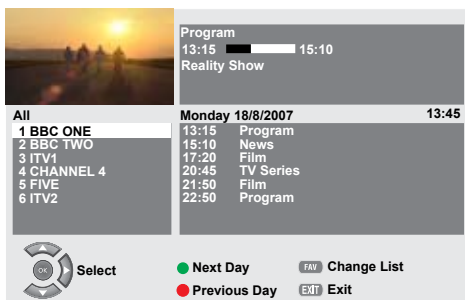 Program
13:15 15:10
Reality Show
All Monday 18/8/2007 13:45
1 BBC ONE
2 BBC TWO
3 ITV1
4 CHANNEL 4
5 FIVE
6 ITV2
13:15 Program
15:10 News
17:20 Film
20:45 TV Series
21:50 Film
22:50 Program
OK Select
Next Day
FAV Change List
Previous Day
EXIT Exit